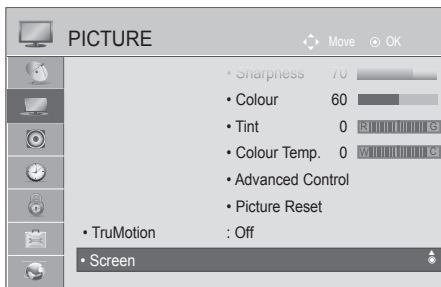 PICTURE
Move OK
• Sharpness 70
• Colour 60
• Tint 0 R G
• Colour Temp. 0 W C
• Advanced Control
• Picture Reset
• TruMotion : Off
• Screen